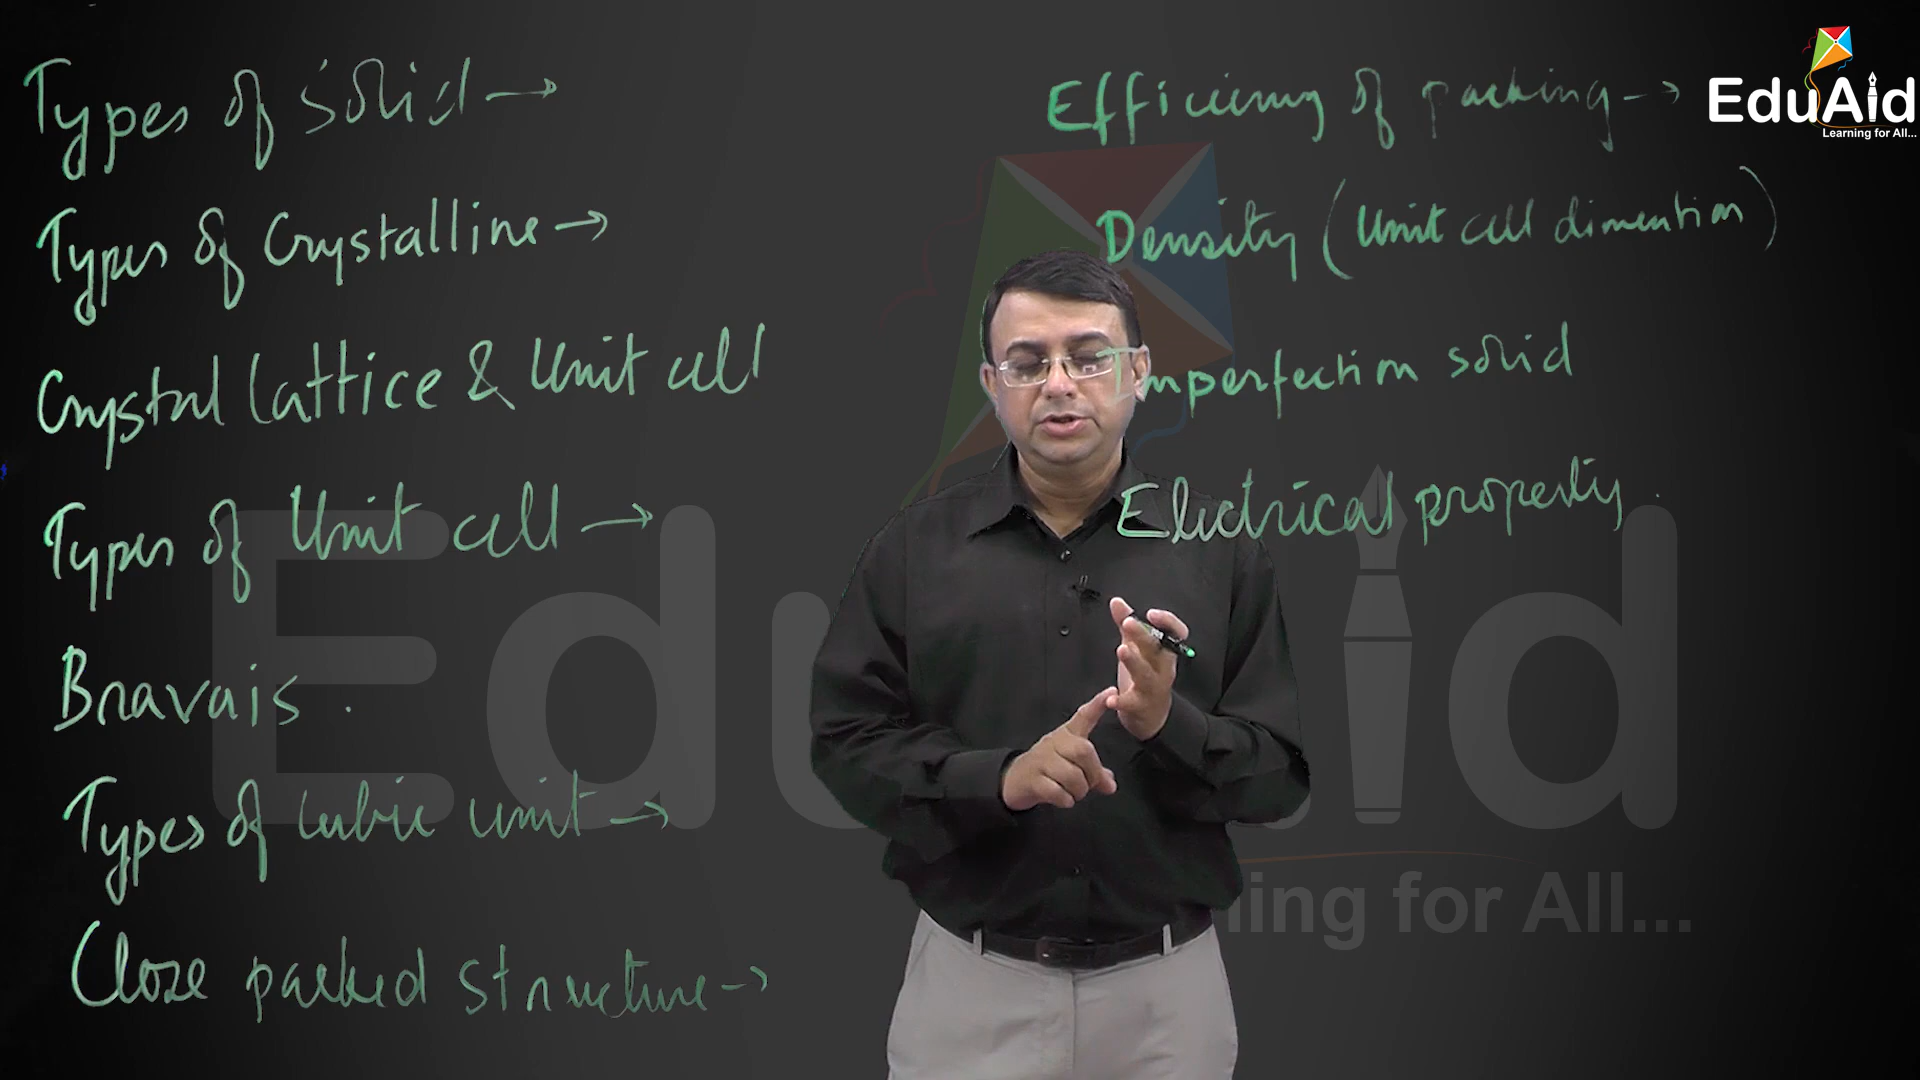 Types of solid →
Types of Crystalline →
Crystal Lattice & Unit cell
Types of Unit cell →
Bravais .
Types of cubic unit →
Close packed structure →
Efficiency of packing →
Density (Unit cell dimention)
Imperfection solid
Electrical property.
EduAid
Learning for All...
EduAid
ning for All...